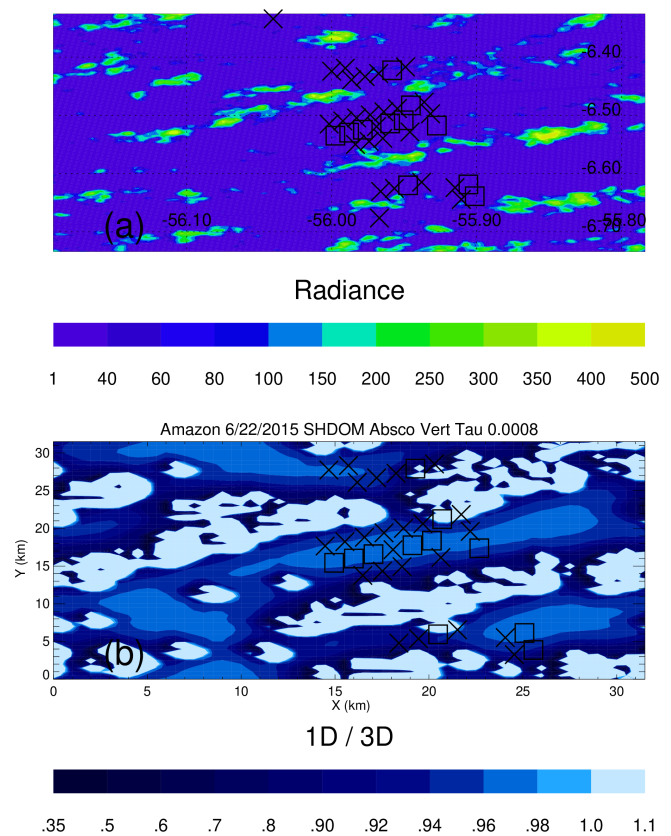 -6.40
-6.50
-6.60
(a) -56.10 -56.00 -55.90 -55.80
-6.70
Radiance
1 40 60 80 100 150 200 250 300 350 400 500
Amazon 6/22/2015 SHDOM Absco Vert Tau 0.0008
30
25
20
Y (km)
15
10
5
(b)
0
0 5 10 15 20 25 30
X (km)
1D / 3D
.35 .5 .6 .7 .8 .90 .92 .94 .96 .98 1.0 1.1